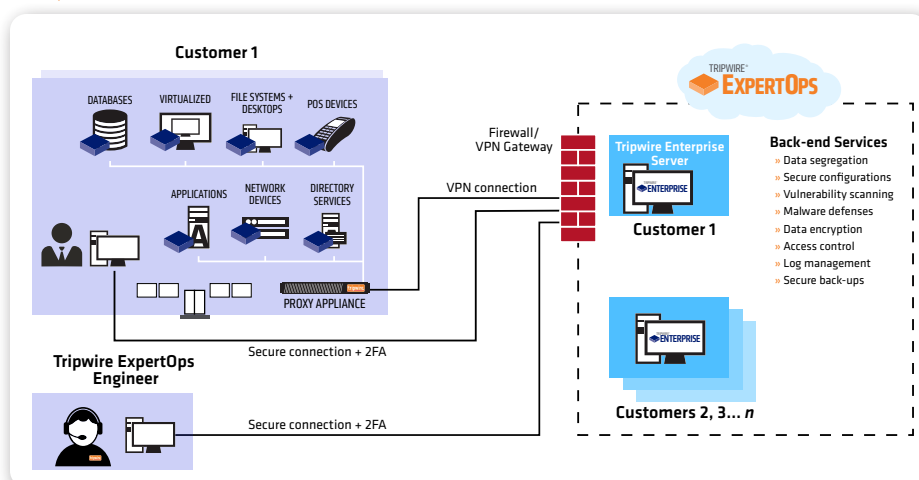 Customer 1
DATABASES
VIRTUALIZED
FILE SYSTEMS +
DESKTOPS
POS DEVICES
APPLICATIONS
NETWORK
DEVICES
DIRECTORY
SERVICES
PROXY APPLIANCE
Tripwire ExpertOps
Engineer
VPN connection
Secure connection + 2FA
Secure connection + 2FA
Firewall/
VPN Gateway
TRIPWIRE®
EXPERTOPS
Tripwire Enterprise
Server
ENTERPRISE
Customer 1
ENTERPRISE
Customers 2, 3... n
Back-end Services
» Data segregation
» Secure configurations
» Vulnerability scanning
» Malware defenses
» Data encryption
» Access control
» Log management
» Secure back-ups